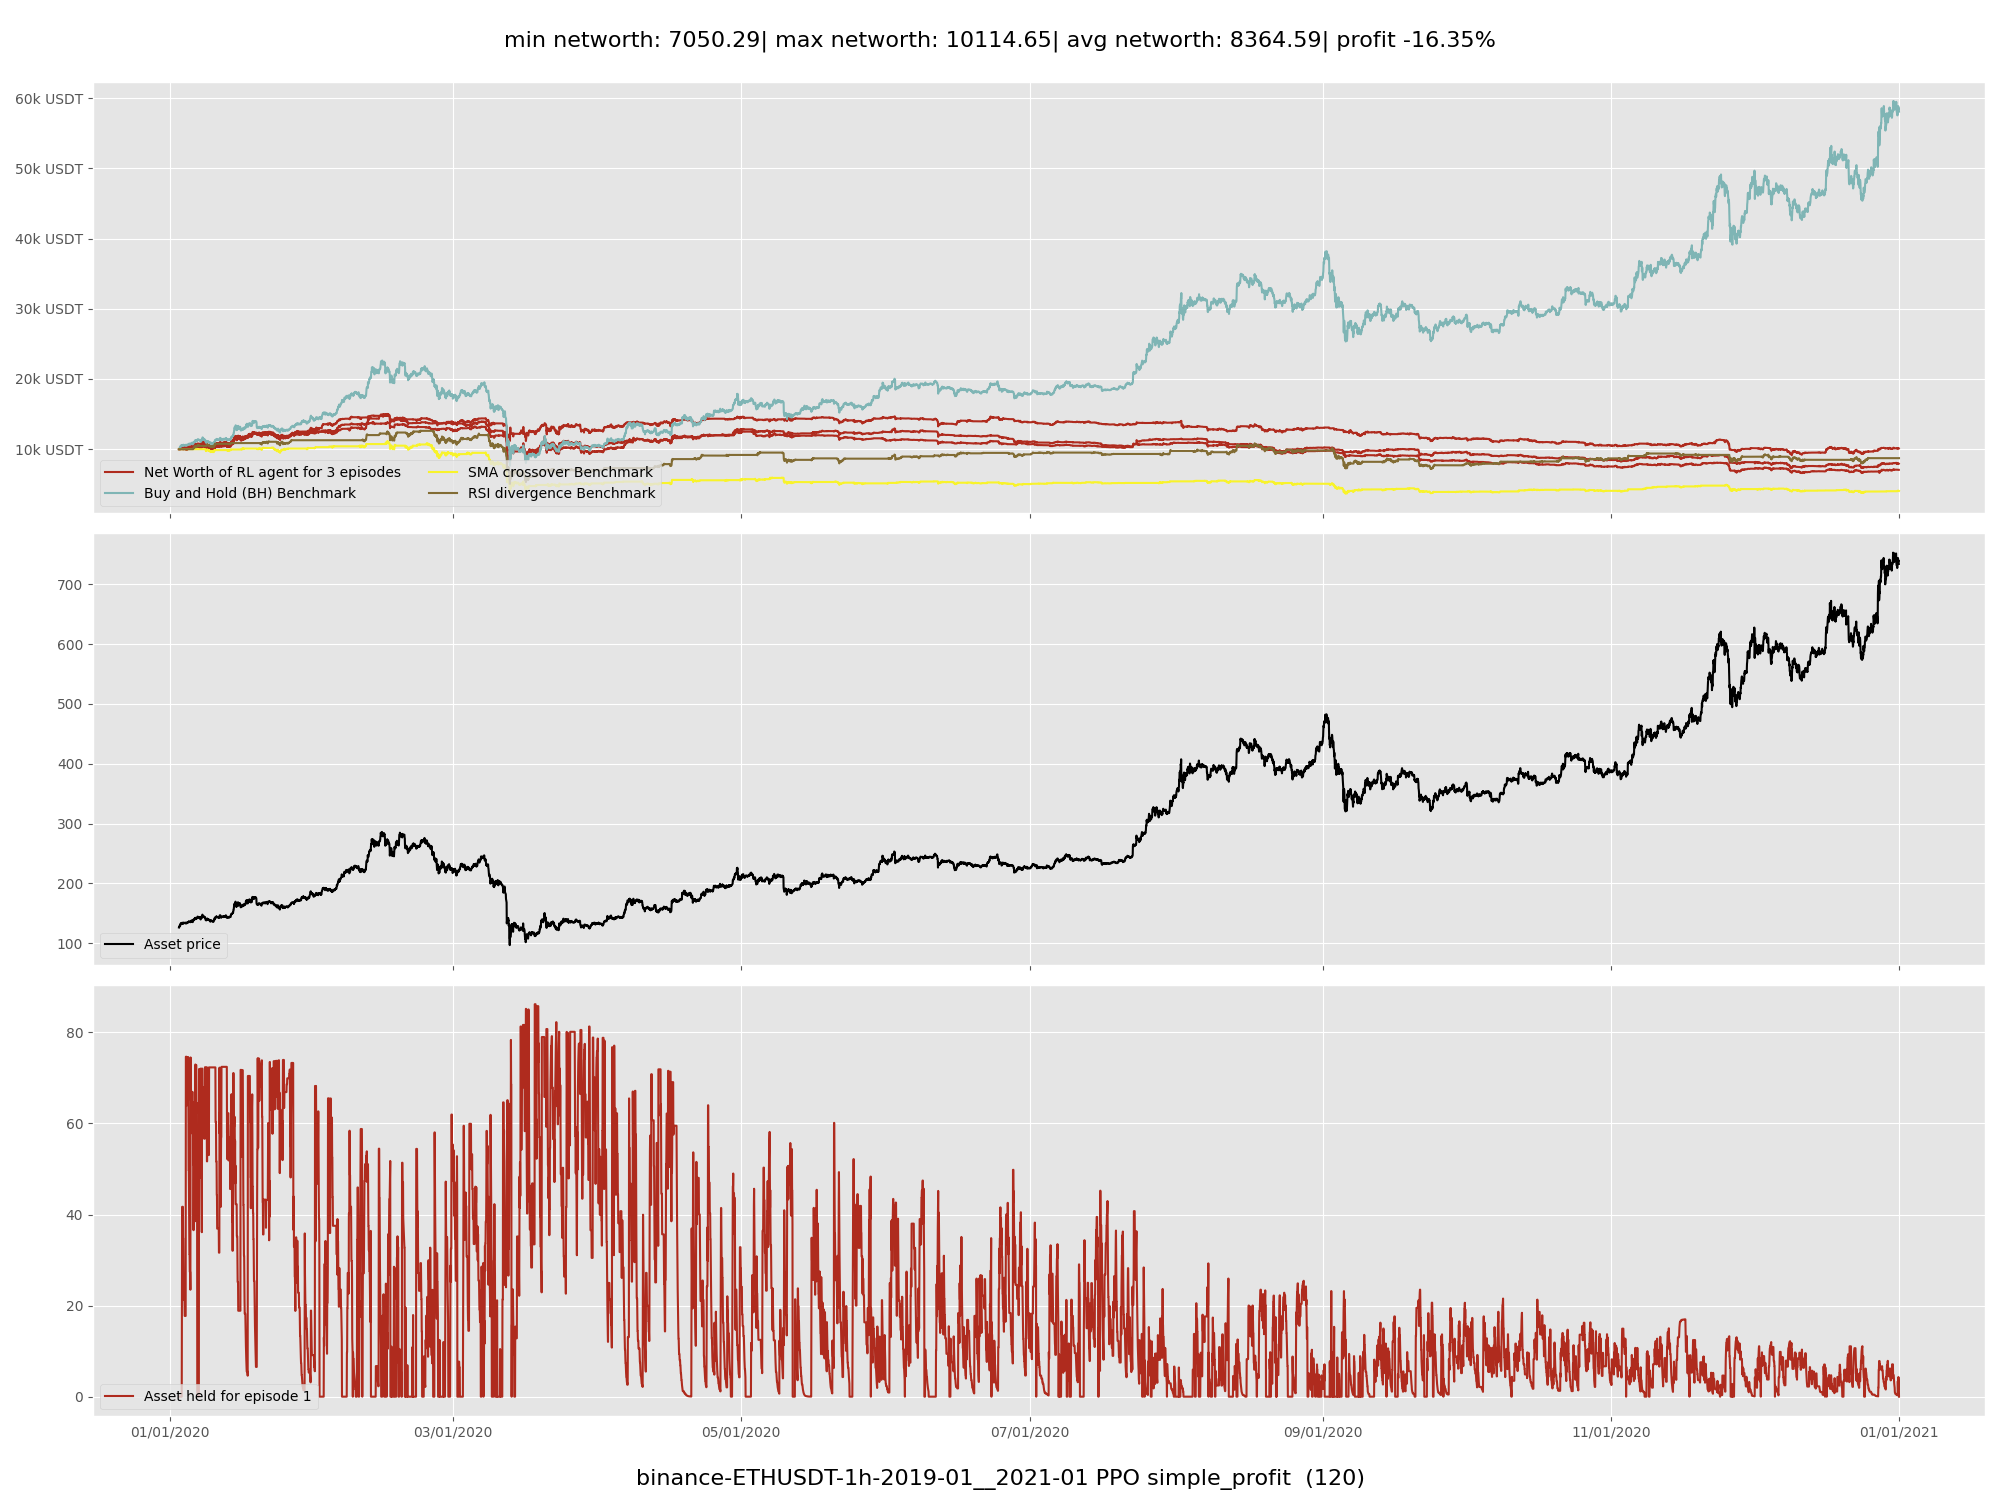 min networth: 7050.29| max networth: 10114.65| avg networth: 8364.59| profit -16.35%
60k USDT
50k USDT
40k USDT
30k USDT
20k USDT
10k USDT
Net Worth of RL agent for 3 episodes
Buy and Hold (BH) Benchmark
SMA crossover Benchmark
RSI divergence Benchmark
700
600
500
400
300
200
100
Asset price
80
60
40
20
0
Asset held for episode 1
01/01/2020
03/01/2020
05/01/2020
07/01/2020
09/01/2020
11/01/2020
01/01/2021
binance-ETHUSDT-1h-2019-01__2021-01 PPO simple_profit  (120)